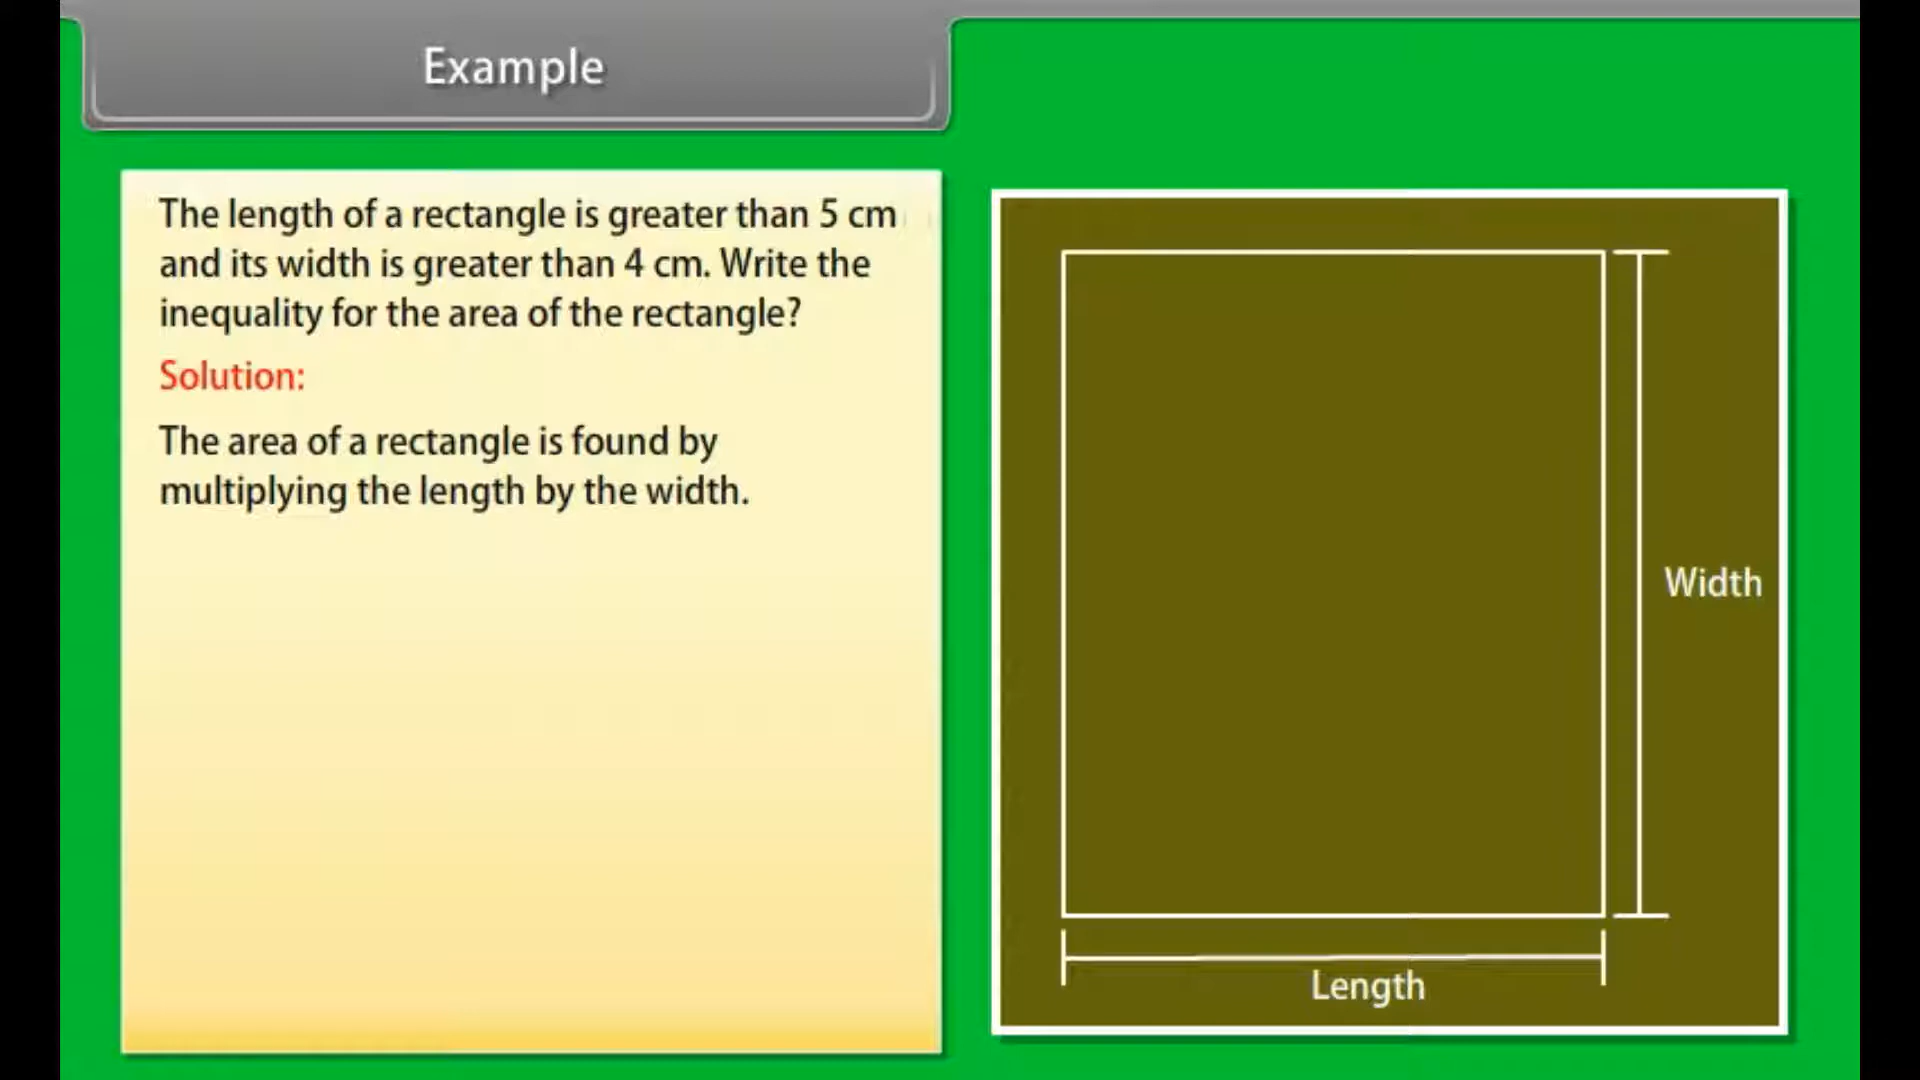 Example
The length of a rectangle is greater than 5 cm
and its width is greater than 4 cm. Write the
inequality for the area of the rectangle?
Solution:
The area of a rectangle is found by
multiplying the length by the width.
Width
Length